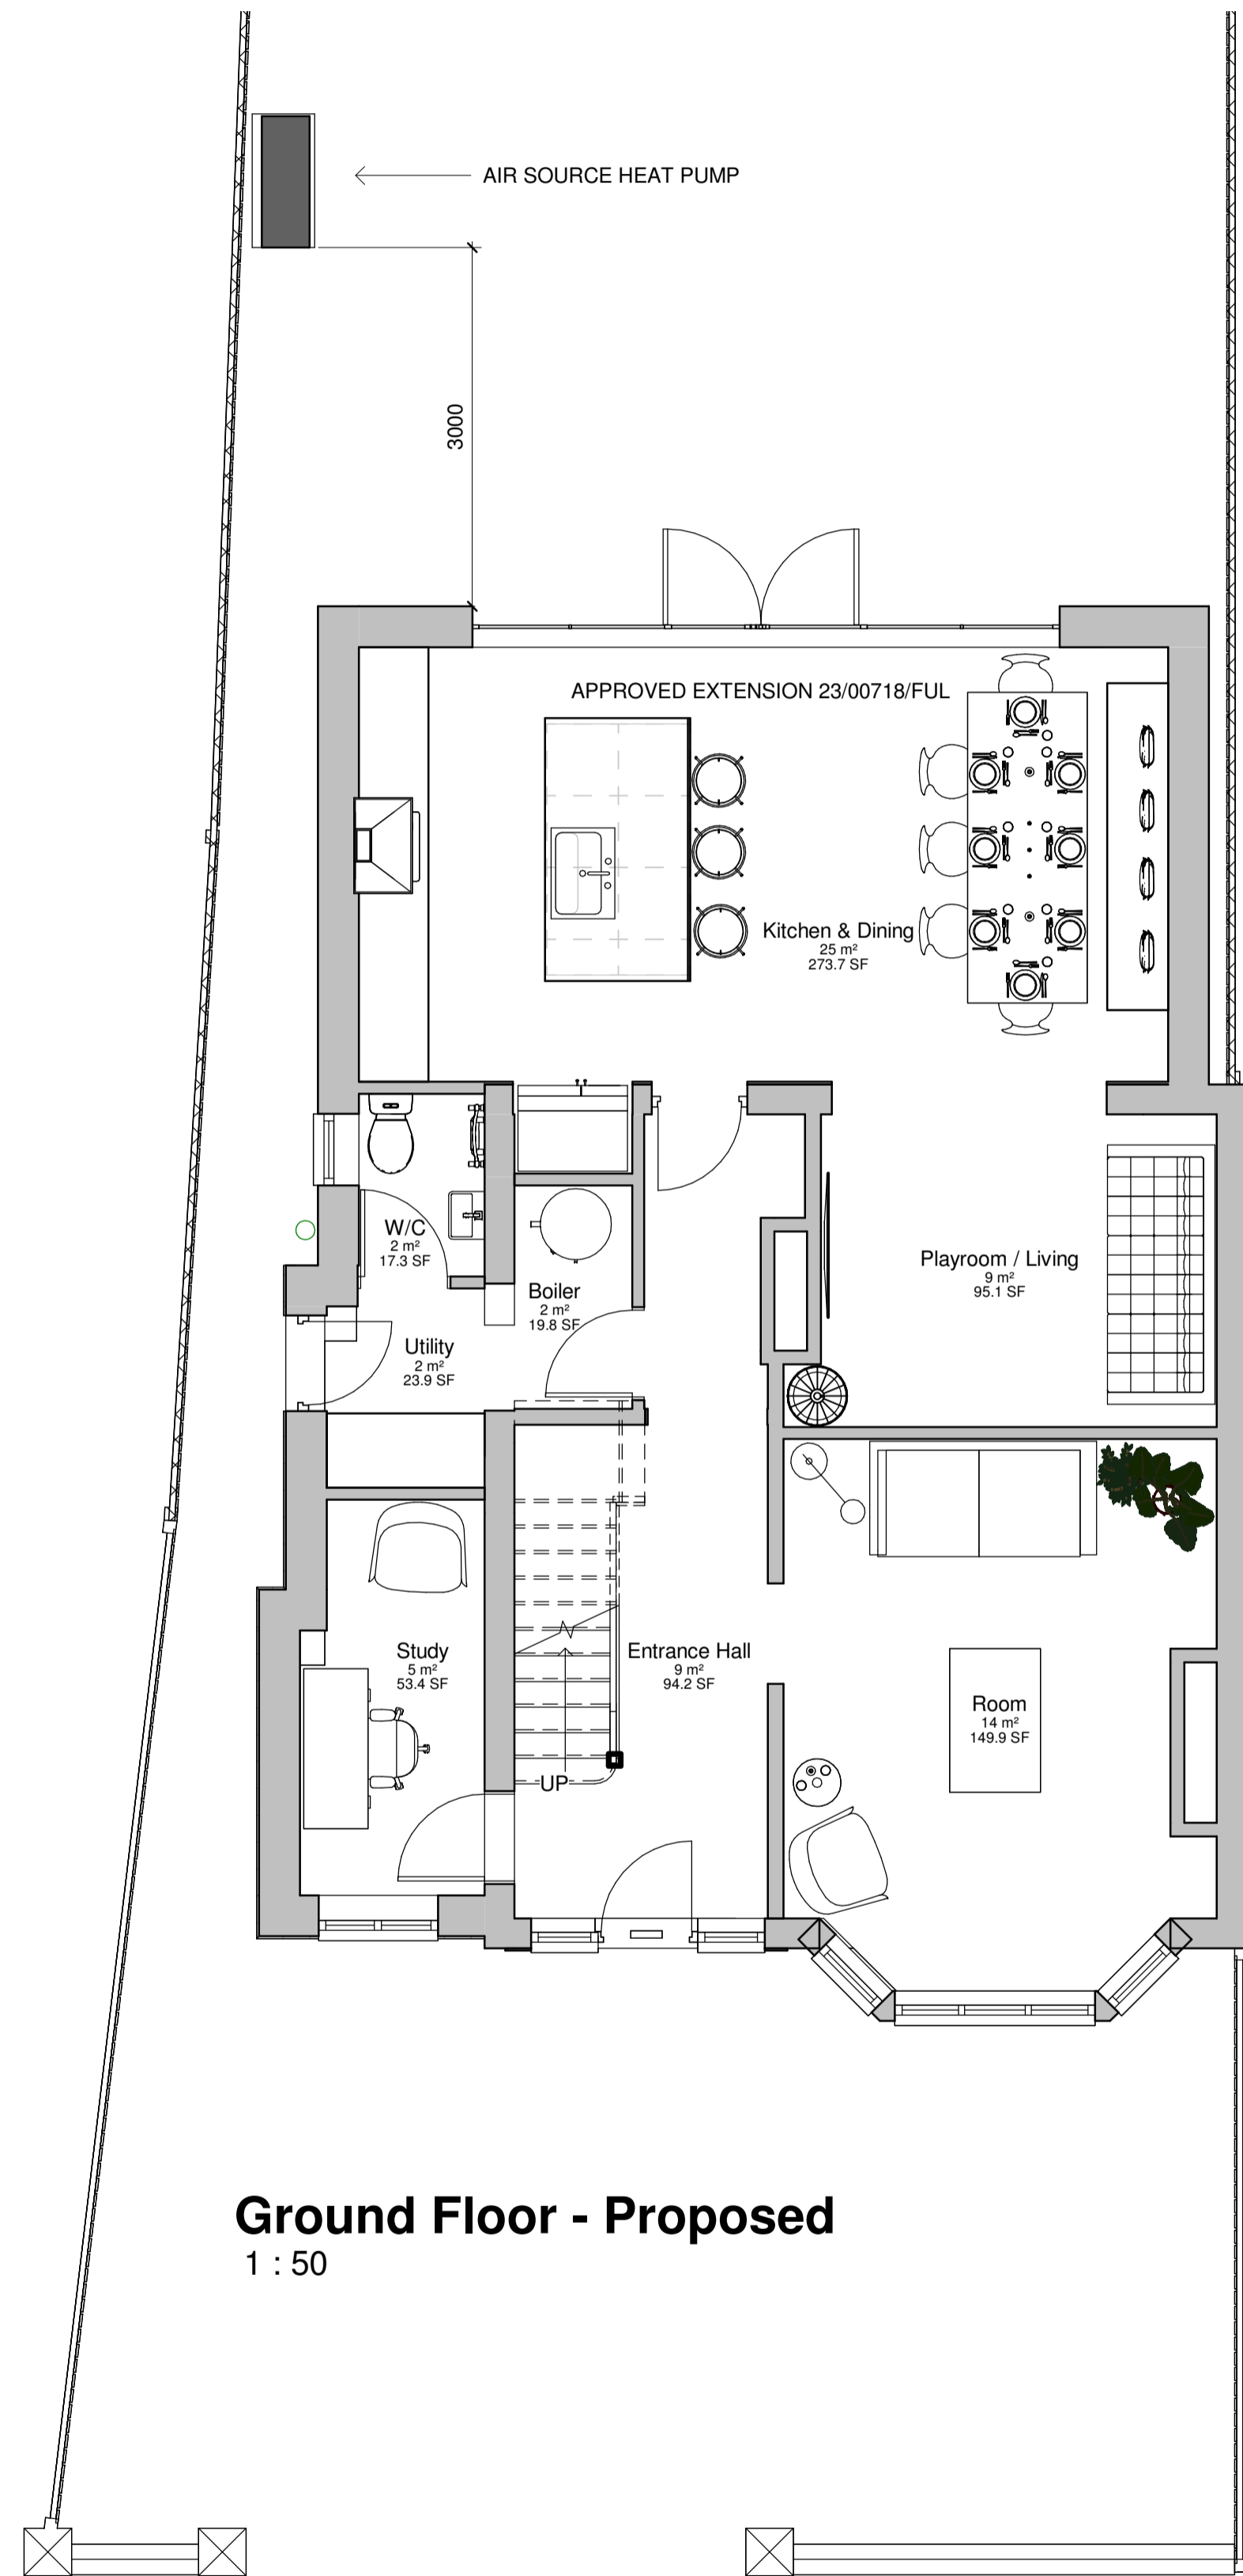 AIR SOURCE HEAT PUMP
3000
APPROVED EXTENSION 23/00718/FUL
Kitchen & Dining
25 m²
273.7 SF
W/C
2 m²
17.3 SF
Boiler
2 m²
19.8 SF
Playroom / Living
9 m²
95.1 SF
Utility
2 m²
23.9 SF
Study
5 m²
53.4 SF
Entrance Hall
9 m²
94.2 SF
Room
14 m²
149.9 SF
UP
Ground Floor - Proposed
1 : 50